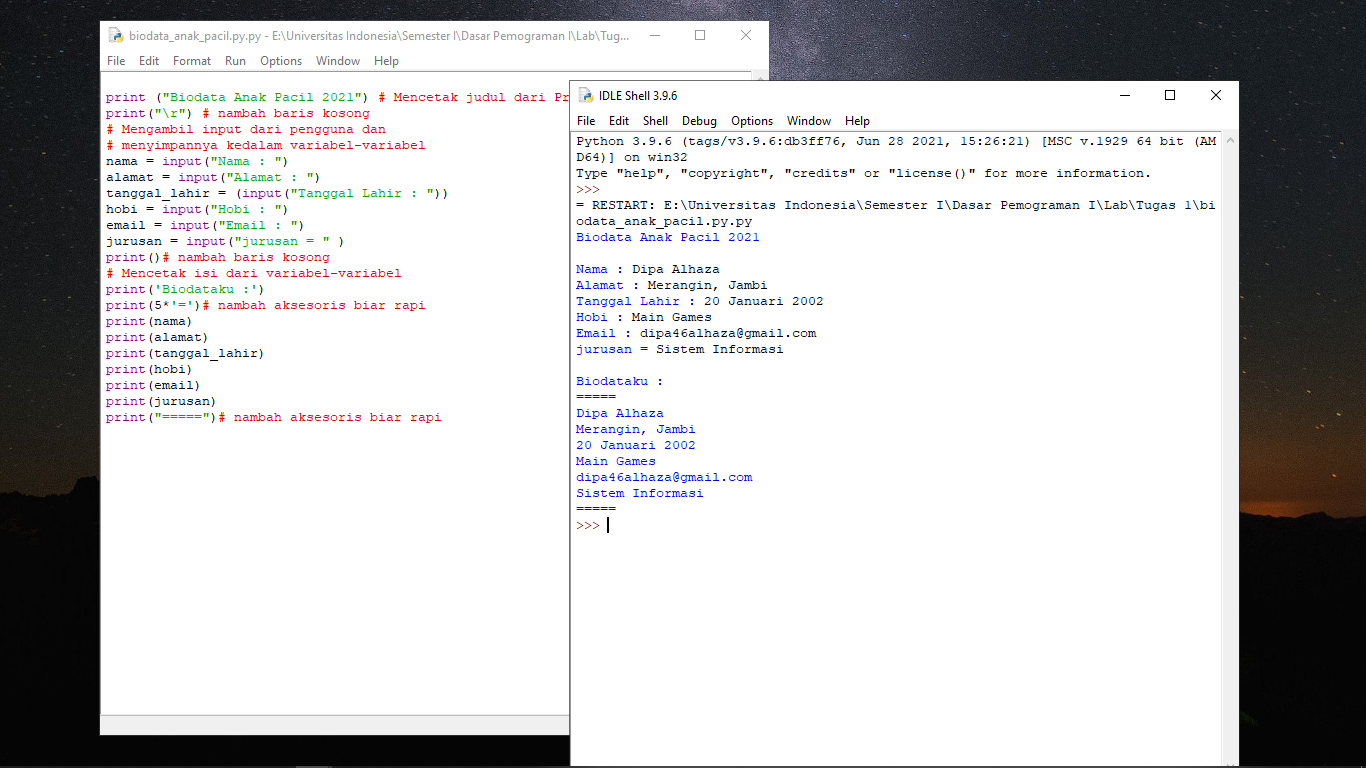 biodata_anak_pacil.py.py - E:\Universitas Indonesia\Semester I\Dasar Pemograman I\Lab\Tug...
File Edit Format Run Options Window Help
print ("Biodata Anak Pacil 2021") # Mencetak judul dari Pr
print("\r") # nambah baris kosong
# Mengambil input dari pengguna dan
# menyimpannya kedalam variabel-variabel
nama = input("Nama : ")
alamat = input("Alamat : ")
tanggal_lahir = (input("Tanggal Lahir : "))
hobi = input("Hobi : ")
email = input("Email : ")
jurusan = input("jurusan = " )
print()# nambah baris kosong
# Mencetak isi dari variabel-variabel
print('Biodataku :')
print(5*'=')# nambah aksesoris biar rapi
print(nama)
print(alamat)
print(tanggal_lahir)
print(hobi)
print(email)
print(jurusan)
print("=====")# nambah aksesoris biar rapi
IDLE Shell 3.9.6
File Edit Shell Debug Options Window Help
Python 3.9.6 (tags/v3.9.6:db3ff76, Jun 28 2021, 15:26:21) [MSC v.1929 64 bit (AM
D64)] on win32
Type "help", "copyright", "credits" or "license()" for more information.
>>>
= RESTART: E:\Universitas Indonesia\Semester I\Dasar Pemograman I\Lab\Tugas 1\bi
odata_anak_pacil.py.py
Biodata Anak Pacil 2021
Nama : Dipa Alhaza
Alamat : Merangin, Jambi
Tanggal Lahir : 20 Januari 2002
Hobi : Main Games
Email : dipa46alhaza@gmail.com
jurusan = Sistem Informasi
Biodataku :
=====
Dipa Alhaza
Merangin, Jambi
20 Januari 2002
Main Games
dipa46alhaza@gmail.com
Sistem Informasi
=====
>>>